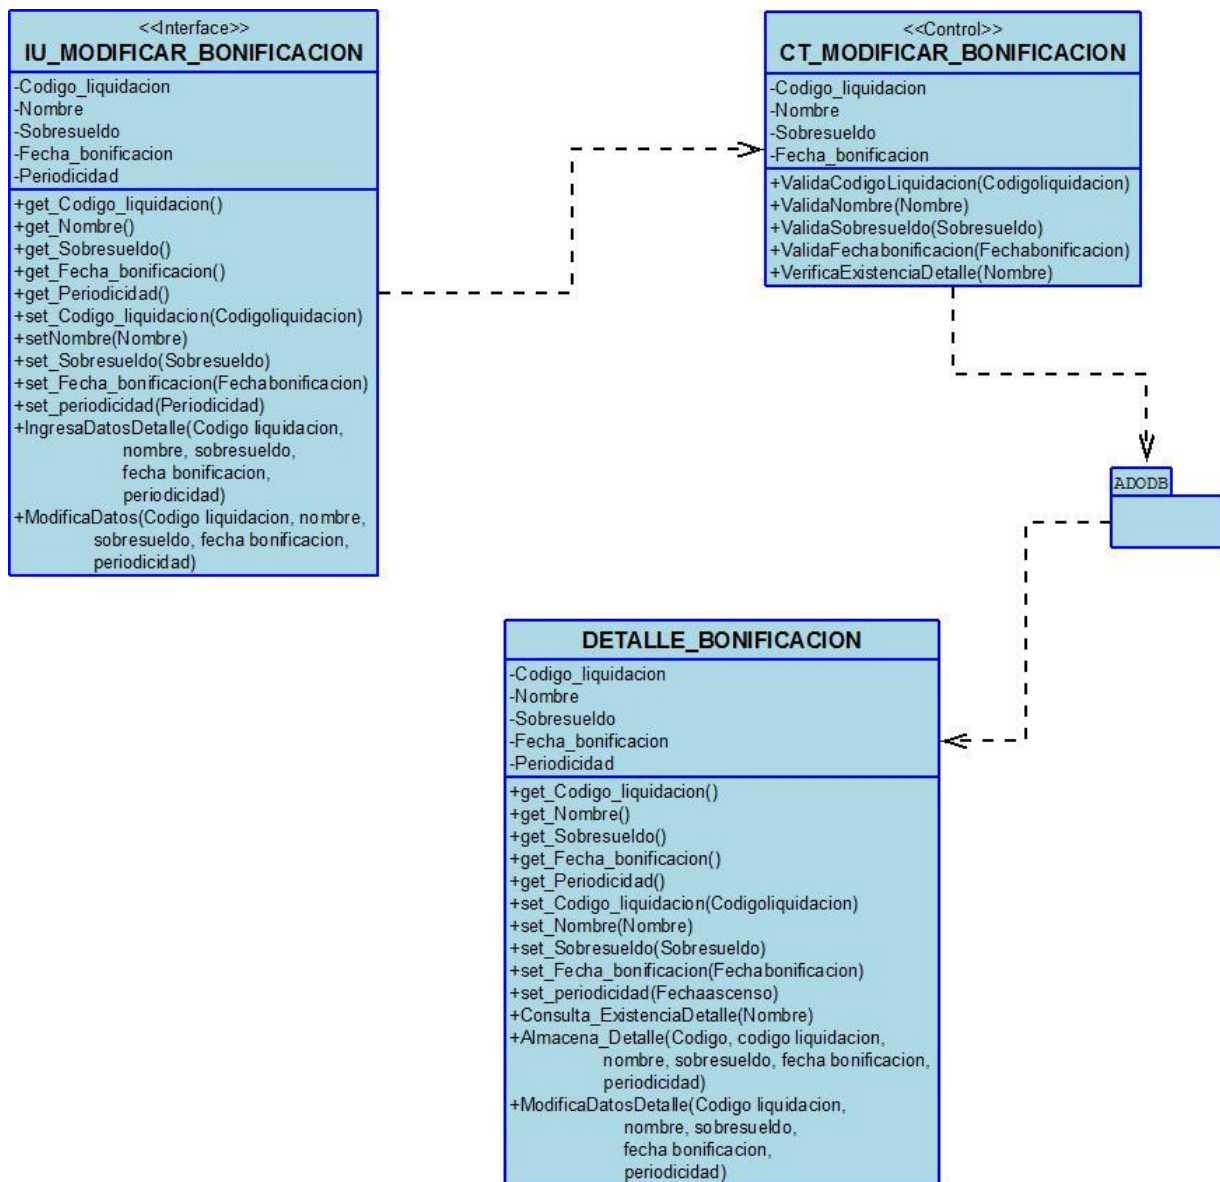 <<Interface>>
IU_MODIFICAR_BONIFICACION
-Codigo_liquidacion
-Nombre
-Sobresueldo
-Fecha_bonificacion
-Periodicidad
+get_Codigo_liquidacion()
+get_Nombre()
+get_Sobresueldo()
+get_Fecha_bonificacion()
+get_Periodicidad()
+set_Codigo_liquidacion(Codigoliquidacion)
+setNombre(Nombre)
+set_Sobresueldo(Sobresueldo)
+set_Fecha_bonificacion(Fechabonificacion)
+set_periodicidad(Periodicidad)
+IngresaDatosDetalle(Codigo liquidacion,
nombre, sobresueldo,
fecha bonificacion,
periodicidad)
+ModificaDatos(Codigo liquidacion, nombre,
sobresueldo, fecha bonificacion,
periodicidad)
<<Control>>
CT_MODIFICAR_BONIFICACION
-Codigo_liquidacion
-Nombre
-Sobresueldo
-Fecha_bonificacion
+ValidaCodigoLiquidacion(Codigoliquidacion)
+ValidaNombre(Nombre)
+ValidaSobresueldo(Sobresueldo)
+ValidaFechabonificacion(Fechabonificacion)
+VerificaExistenciaDetalle(Nombre)
ADODB
DETALLE_BONIFICACION
-Codigo_liquidacion
-Nombre
-Sobresueldo
-Fecha_bonificacion
-Periodicidad
+get_Codigo_liquidacion()
+get_Nombre()
+get_Sobresueldo()
+get_Fecha_bonificacion()
+get_Periodicidad()
+set_Codigo_liquidacion(Codigoliquidacion)
+set_Nombre(Nombre)
+set_Sobresueldo(Sobresueldo)
+set_Fecha_bonificacion(Fechabonificacion)
+set_periodicidad(Fechaascenso)
+Consulta_ExistenciaDetalle(Nombre)
+Almacena_Detalle(Codigo, codigo liquidacion,
nombre, sobresueldo, fecha bonificacion,
periodicidad)
+ModificaDatosDetalle(Codigo liquidacion,
nombre, sobresueldo,
fecha bonificacion,
periodicidad)